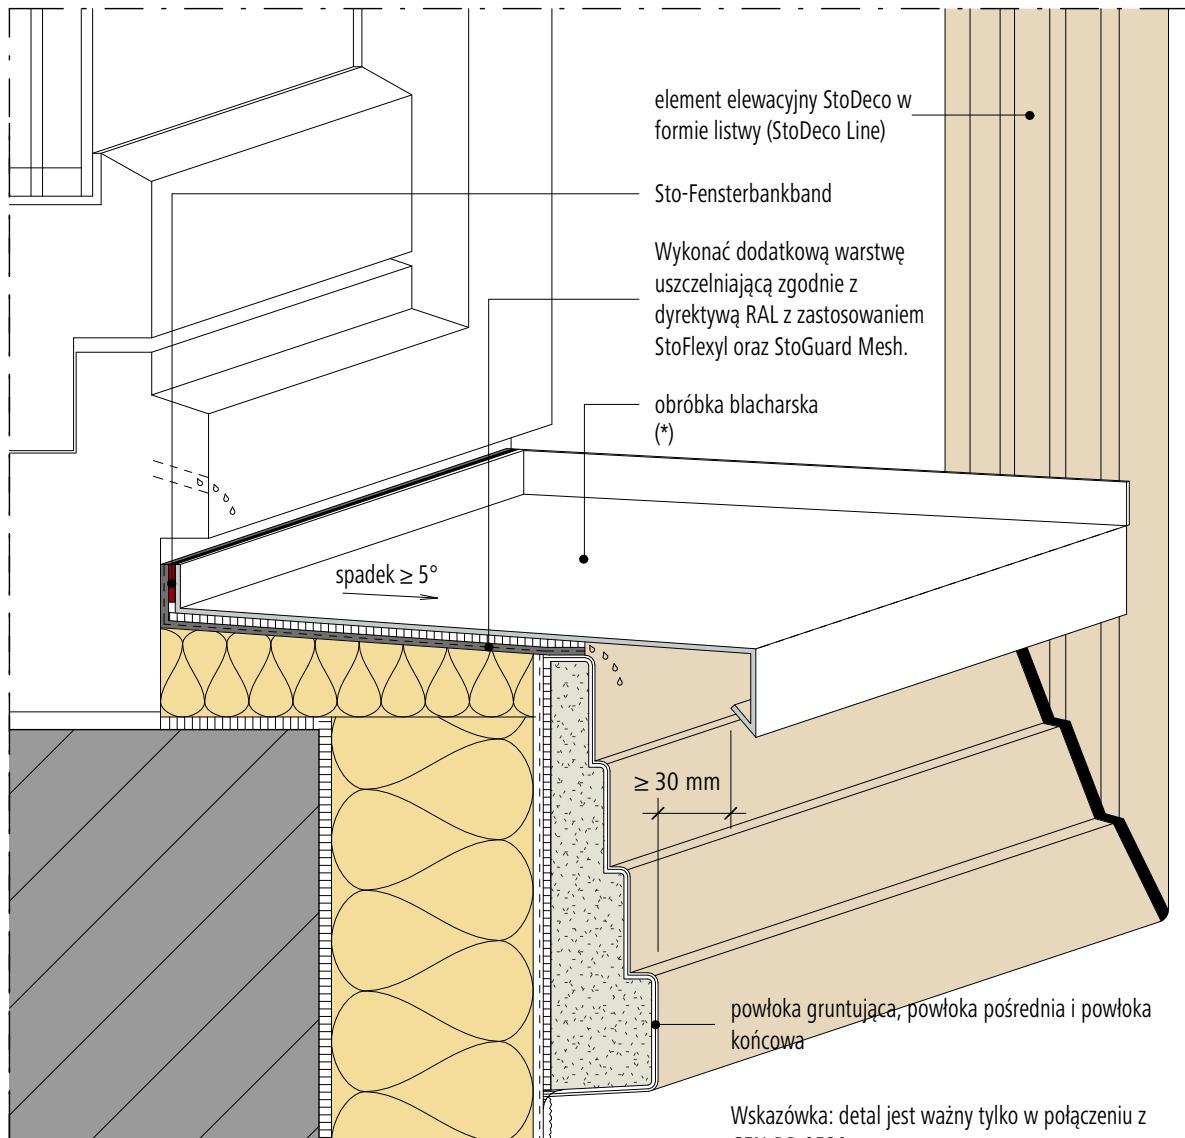 element elewacyjny StoDeco w
formie listwy (StoDeco Line)
Sto-Fensterbankband
Wykonać dodatkową warstwę
uszczelniającą zgodnie z
dyrektywą RAL z zastosowaniem
StoFlexyl oraz StoGuard Mesh.
obróbka blacharska
(*)
spadek ≥ 5°
≥ 30 mm
powłoka gruntująca, powłoka pośrednia i powłoka
końcowa
Wskazówka: detal jest ważny tylko w połączeniu z